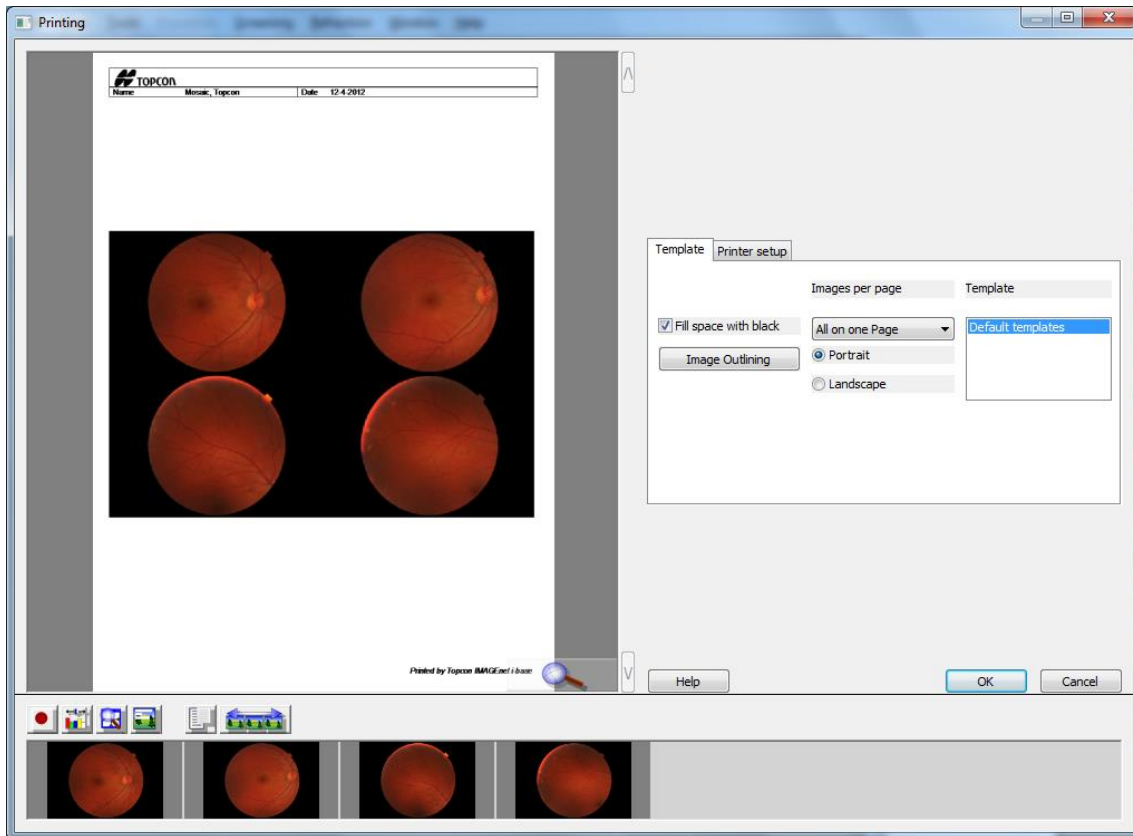 Printing
TOPCON
Name Mosaic, Topcon Date 12-4-2012
Template Printer setup
Images per page Template
Fill space with black All on one Page Default templates
Image Outlining Portrait
Landscape
Printed by Topcon IMAGEnet i-base
Help OK Cancel